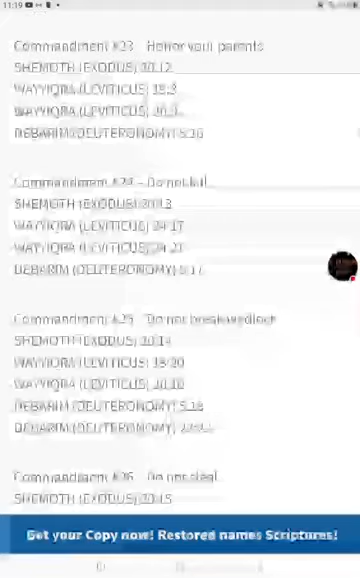 11:19
Commandment #23 - Honor your parents
SHEMOTH (EXODUS) 20:12
WAYYIQRA (LEVITICUS) 19:3
WAYYIQRA (LEVITICUS)
DEBARIM (DEUTERONOMY) 5:16
Commandment #24 - Do not kill
SHEMOTH (EXODUS) 20:13
WAYYIQRA (LEVITICUS) 24:17
WAYYIQRA (LEVITICUS) 24:21
DEBARIM (DEUTERONOMY) 5:17
Commandment #25 - Do not break wedlock
SHEMOTH (EXODUS) 20:14
WAYYIQRA (LEVITICUS) 18:20
WAYYIQRA (LEVITICUS) 20:10
DEBARIM (DEUTERONOMY) 5:18
DEBARIM (DEUTERONOMY)
Commandment #26 - Do not steal
SHEMOTH (EXODUS) 20:15
Get your Copy now! Restored names Scriptures!